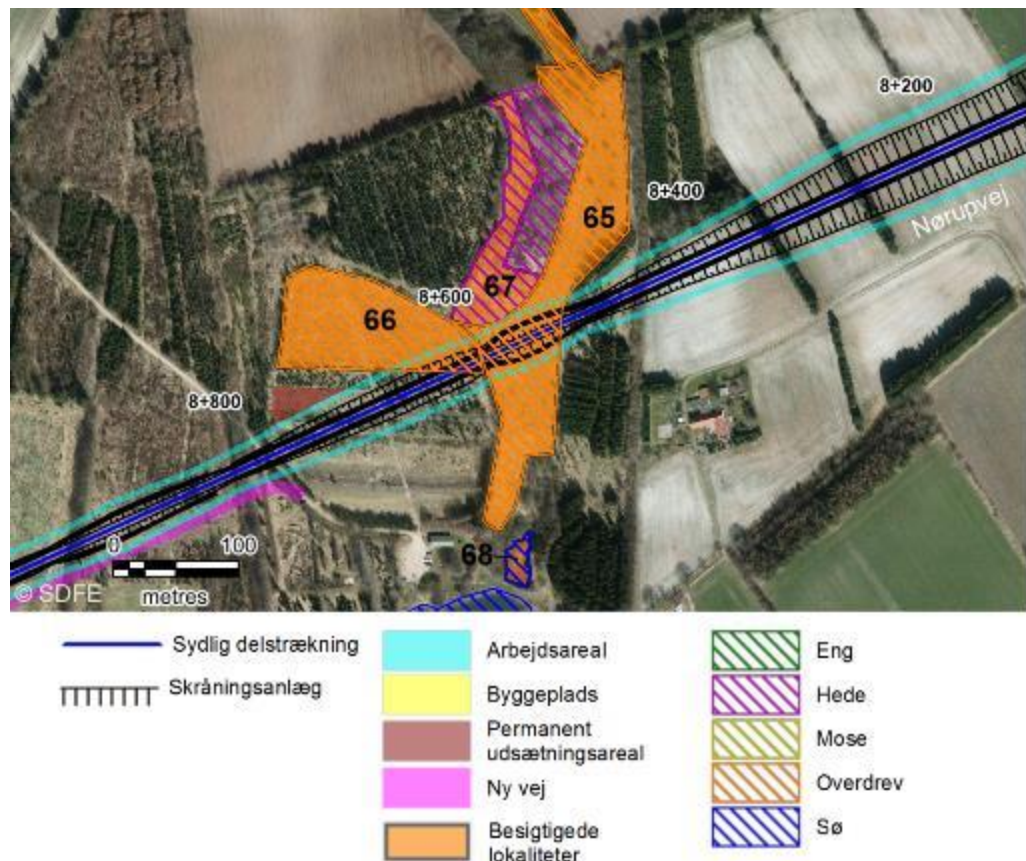 8+200
8+400
65
Nørupvej
8+600
67
66
8+800
68
0 100
© SDFE
metres
Sydlig delstrækning
Skråningsanlæg
Arbejdsareal
Byggeplads
Permanent
udsætningsareal
Ny vej
Besigtigede
lokaliteter
Eng
Hede
Mose
Overdrev
Sø